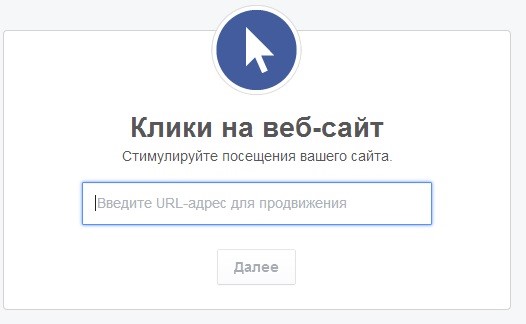 Клики на веб-сайт
Стимулируйте посещения вашего сайта.
Введите URL-адрес для продвижения
Далее